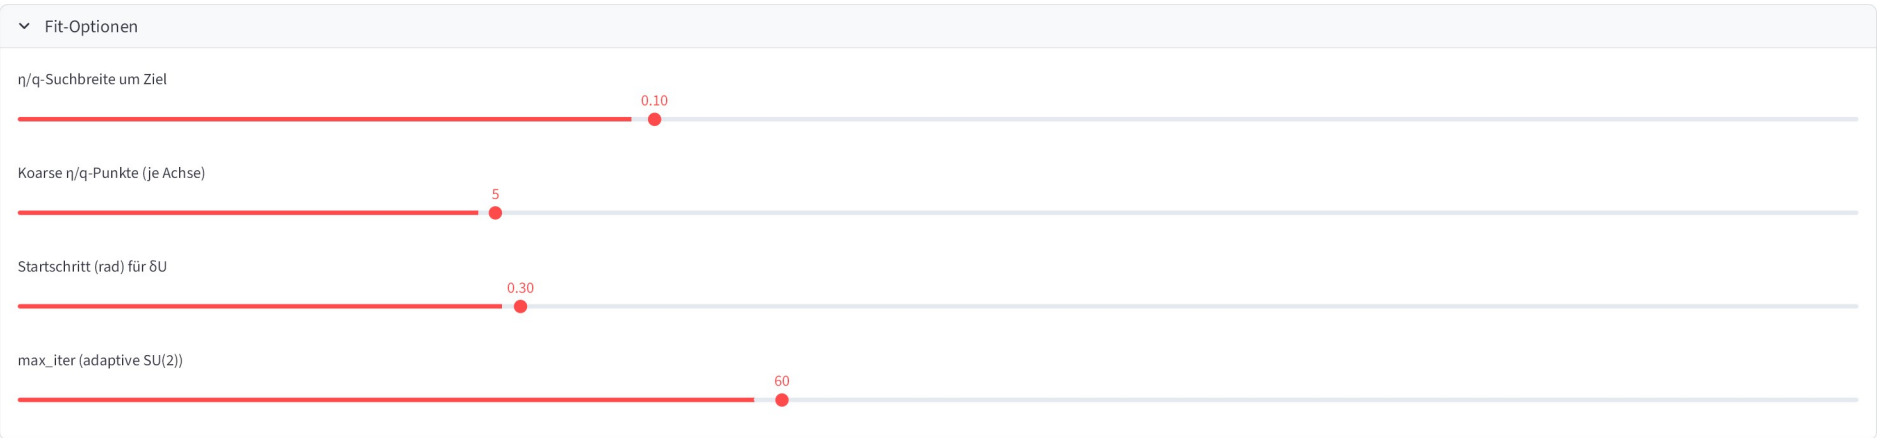 Fit-Optionen
η/q-Suchbreite um Ziel
0.10
Koarse η/q-Punkte (je Achse)
5
Startschritt (rad) für δU
0.30
max_iter (adaptive SU(2))
60